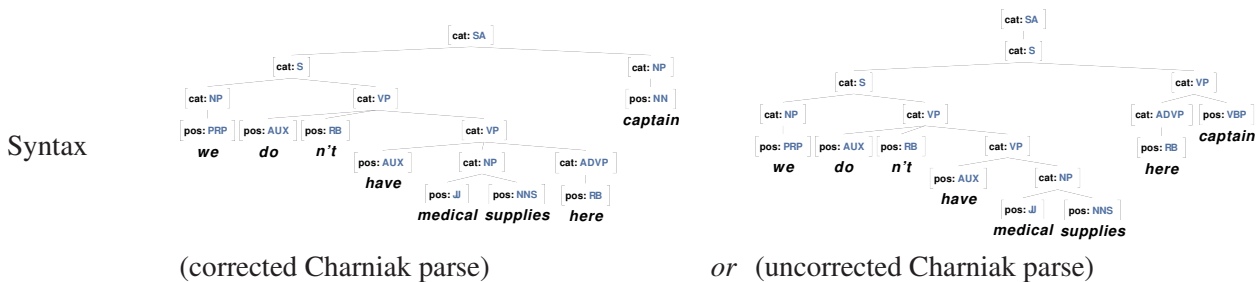 cat: SA
cat: S
cat: NP
cat: NP
cat: VP
pos: NN
captain
pos: PRP
pos: AUX
pos: RB
cat: VP
we
do
n't
pos: AUX
cat: NP
cat: ADVP
have
pos: JJ
pos: NNS
pos: RB
medical supplies
here
cat: SA
cat: S
cat: S
cat: VP
cat: NP
cat: VP
cat: ADVP
pos: VBP
captain
pos: PRP
pos: AUX
pos: RB
cat: VP
pos: RB
we
do
n't
here
pos: AUX
cat: NP
have
pos: JJ
pos: NNS
medical
supplies
Syntax
(corrected Charniak parse)
or (uncorrected Charniak parse)